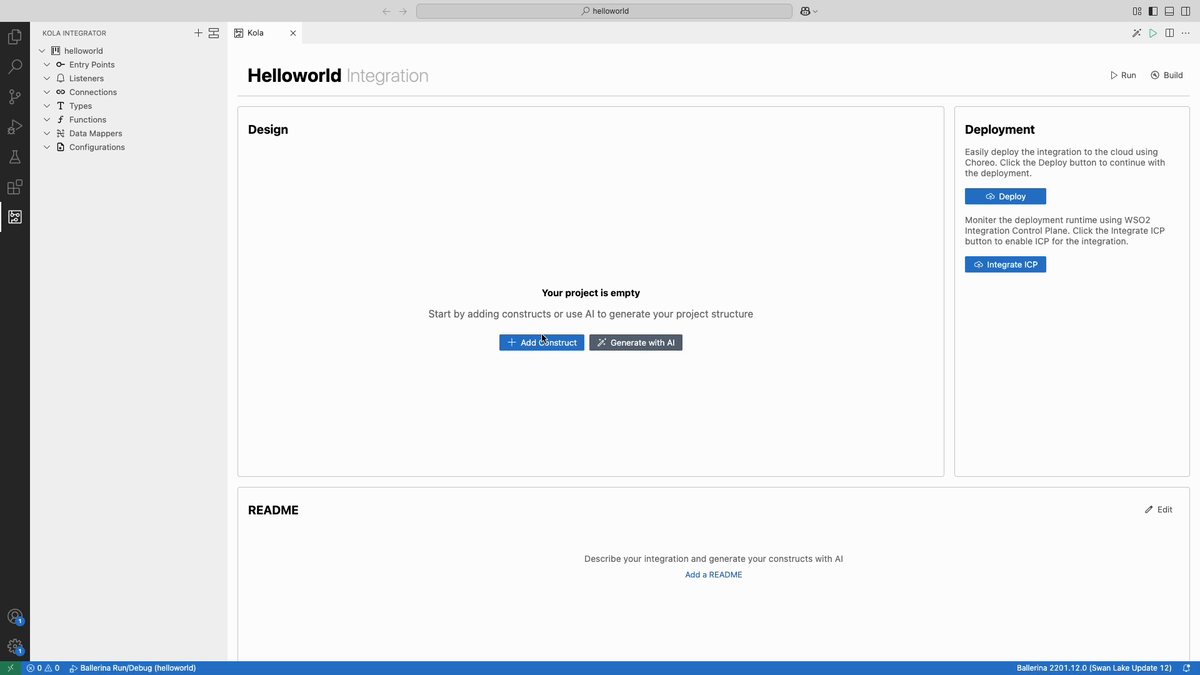 helloworld
KOLA INTEGRATOR
helloworld
Entry Points
Listeners
Connections
Types
Functions
Data Mappers
Configurations
Kola
Helloworld Integration
Run
Build
Design
Your project is empty
Start by adding constructs or use AI to generate your project structure
Add Construct
Generate with AI
Deployment
Easily deploy the integration to the cloud using
Choreo. Click the Deploy button to continue with
the deployment.
Deploy
Moniter the deployment runtime using WSO2
Integration Control Plane. Click the Integrate ICP
button to enable ICP for the integration.
Integrate ICP
README
Edit
Describe your integration and generate your constructs with AI
Add a README
1
1
0 0 Ballerina Run/Debug (helloworld)
Ballerina 2201.12.0 (Swan Lake Update 12)